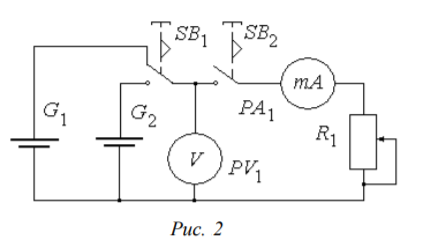 SB1 SB2
mA
G1 G2 PA1
R1
V PV1
Рис. 2